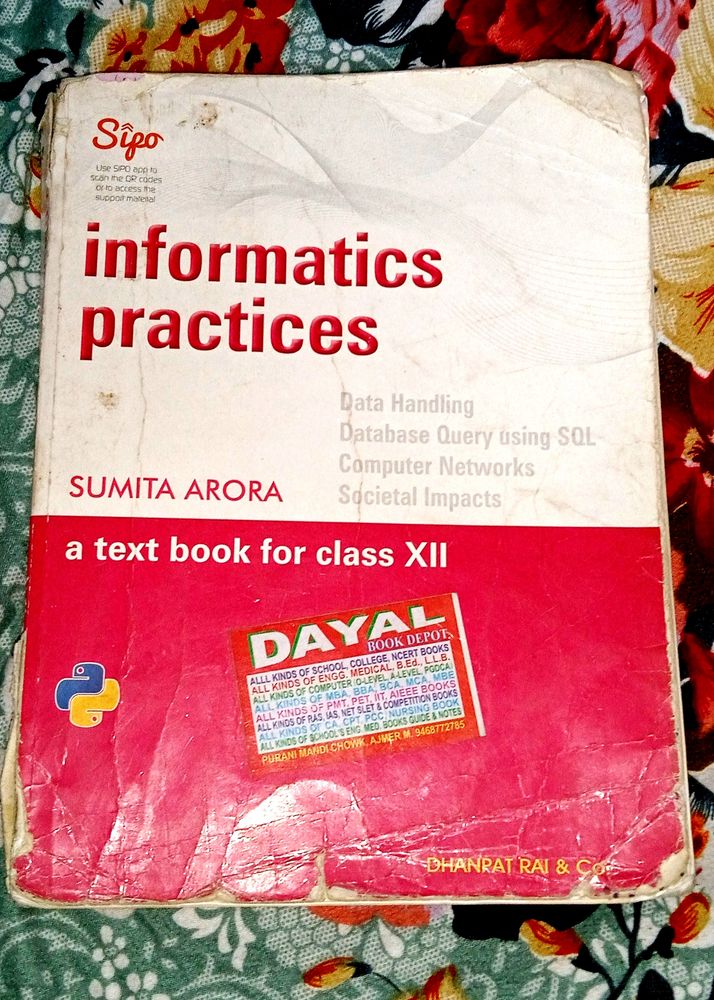 Sipo
Use SIPO app to
scan the QR codes
or to access the
support material
informatics
practices
Data Handling
Database Query using SQL
Computer Networks
Societal Impacts
SUMITA ARORA
a text book for class XII
DAYAL
BOOK DEPOT
ALLL KINDS OF SCHOOL, COLLEGE, NCERT BOOKS
ALL KINDS OF ENGG. MEDICAL, B.Ed., L.L.B.
ALL KINDS OF COMPUTER (O-LEVEL, A-LEVEL, PGDCA)
ALL KINDS OF MBA, BBA, BCA, MCA, MBE
ALL KINDS OF PMT, PET, IIT, AIEEE BOOKS
ALL KINDS OF RAS, IAS, NET SLET & COMPETITION BOOKS
ALL KINDS OF CA, CPT, PCC, NURSING BOOK
ALL KINDS OF SCHOOL'S ENG. MED. BOOKS GUIDE & NOTES
PURANI MANDI CHOWK, AJMER M. 9468772785
DHANPAT RAI & Co